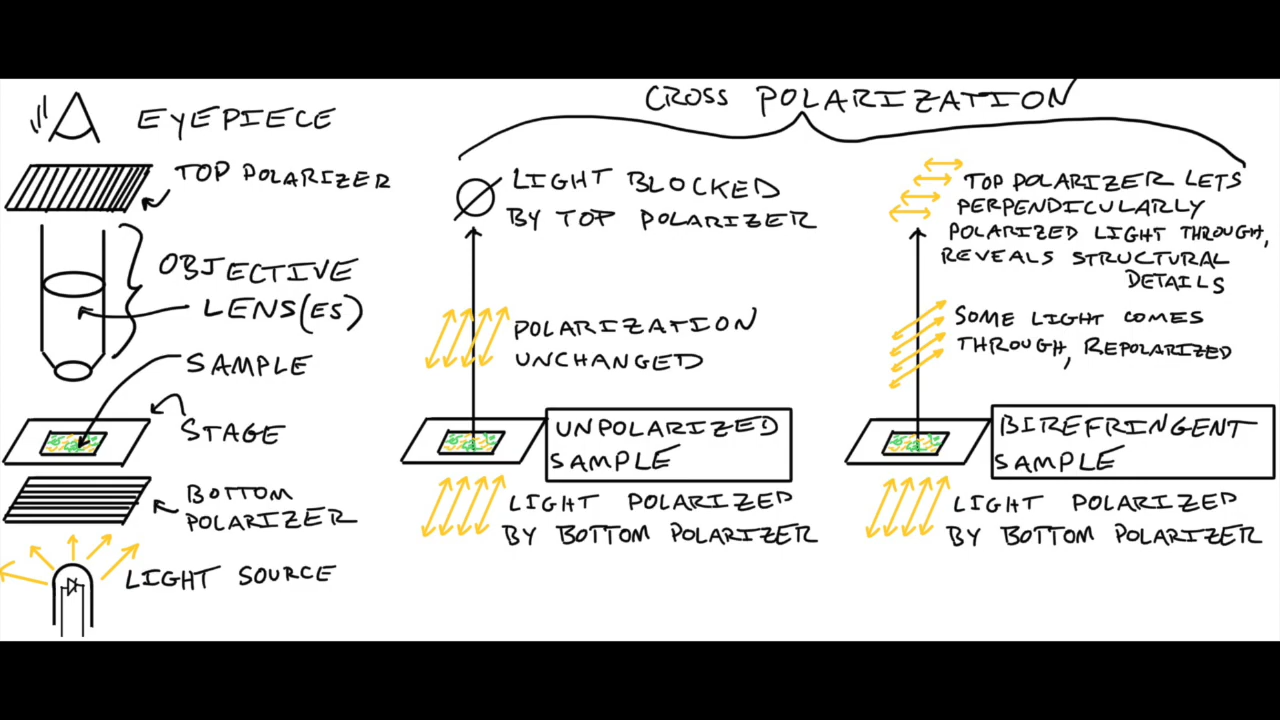 CROSS POLARIZATION
EYEPIECE
TOP POLARIZER
OBJECTIVE
LENS(ES)
SAMPLE
STAGE
BOTTOM
POLARIZER
LIGHT SOURCE
LIGHT BLOCKED
BY TOP POLARIZER
POLARIZATION
UNCHANGED
UNPOLARIZED
SAMPLE
LIGHT POLARIZED
BY BOTTOM POLARIZER
TOP POLARIZER LETS
PERPENDICULARLY
POLARIZED LIGHT THROUGH,
REVEALS STRUCTURAL
DETAILS
SOME LIGHT COMES
THROUGH, REPOLARIZED
BIREFRINGENT
SAMPLE
LIGHT POLARIZED
BY BOTTOM POLARIZER